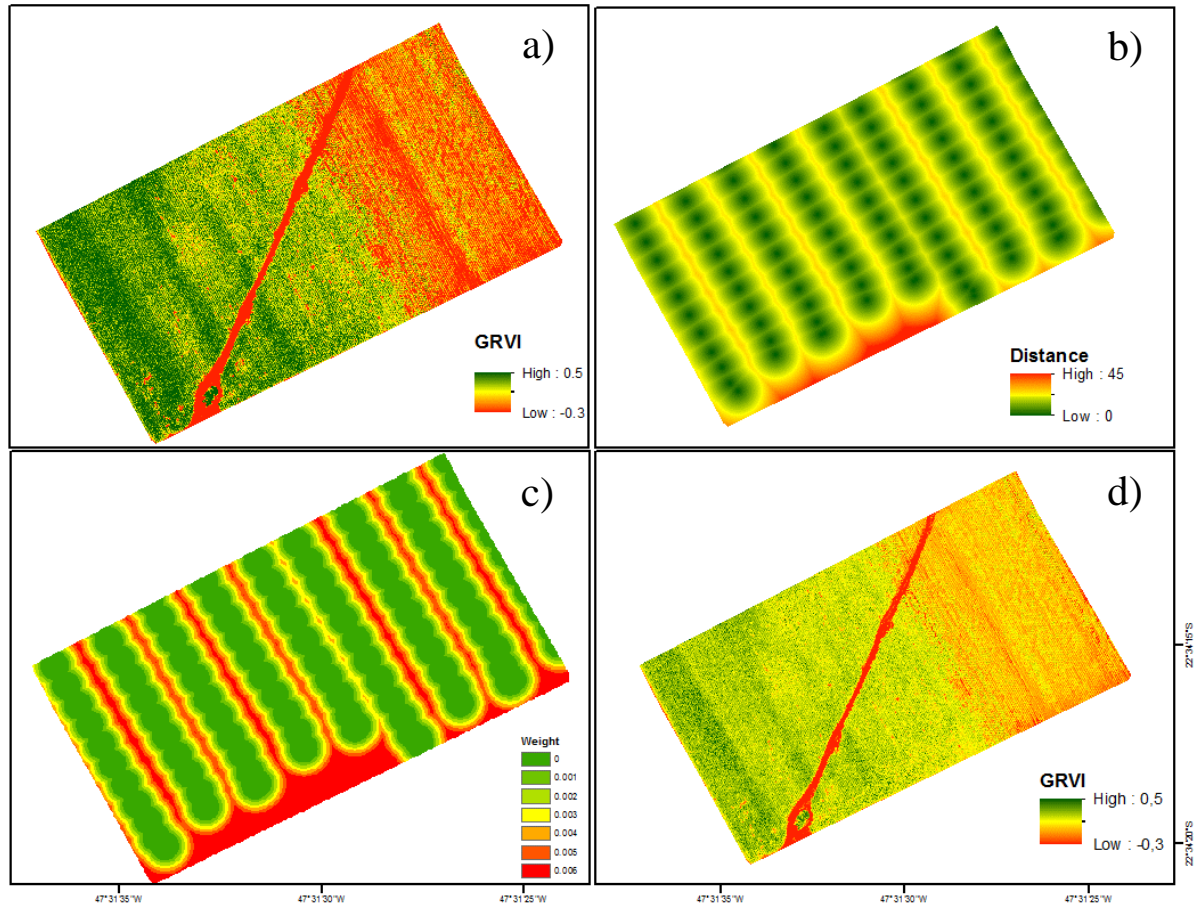 a)
GRVI
High : 0.5
Low : -0.3
b)
Distance
High : 45
Low : 0
c)
Weight
0
0.001
0.002
0.003
0.004
0.005
0.006
d)
GRVI
High : 0,5
Low : -0,3
22°34'15"S
22°34'20"S
47°31'35"W
47°31'30"W
47°31'25"W
47°31'35"W
47°31'30"W
47°31'25"W